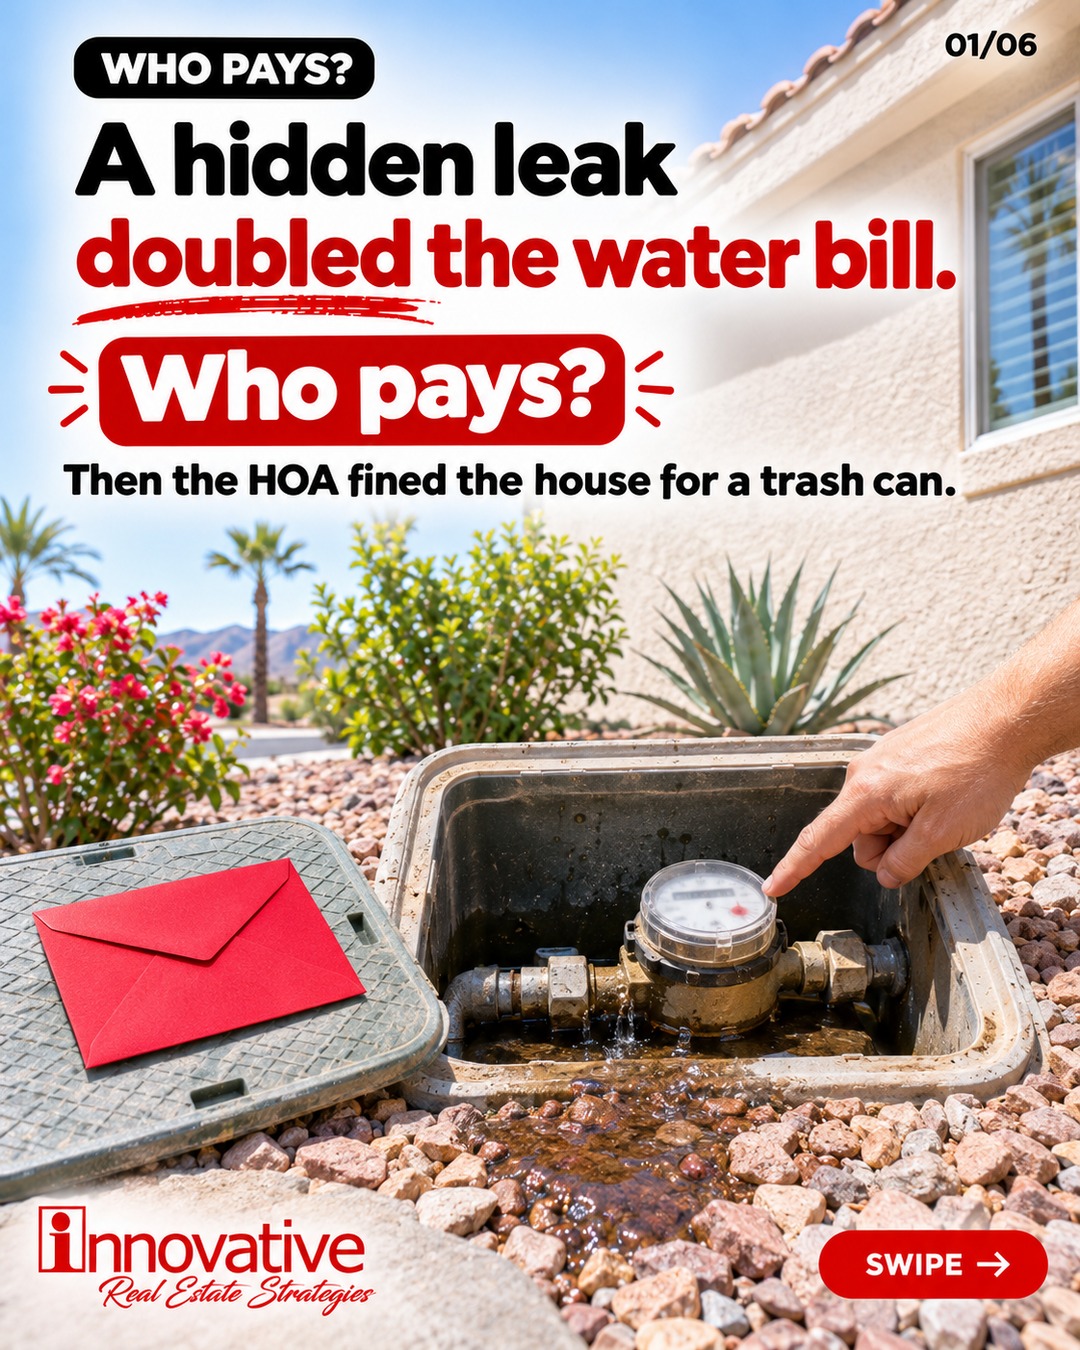 WHO PAYS?
01/06
A hidden leak
doubled the water bill.
Who pays?
Then the HOA fined the house for a trash can.
innovative
Real Estate Strategies
SWIPE →